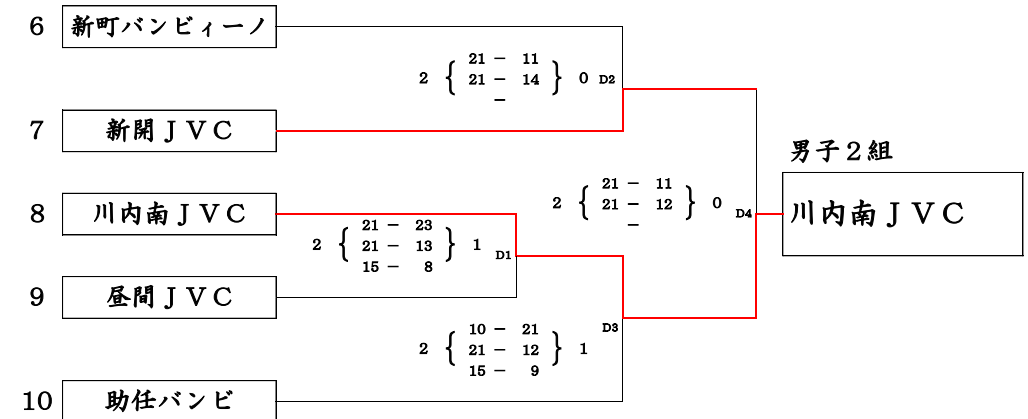 6 新町バンビィーノ
21 － 11
2 { 21 － 14 } 0 D2
－
7 新開ＪＶＣ
男子２組
21 － 11
2 { 21 － 12 } 0 D4
－
8 川内南ＪＶＣ
川内南ＪＶＣ
21 － 23
2 { 21 － 13 } 1 D1
15 － 8
9 昼間ＪＶＣ
D3
10 － 21
2 { 21 － 12 } 1
15 － 9
10 助任バンビ